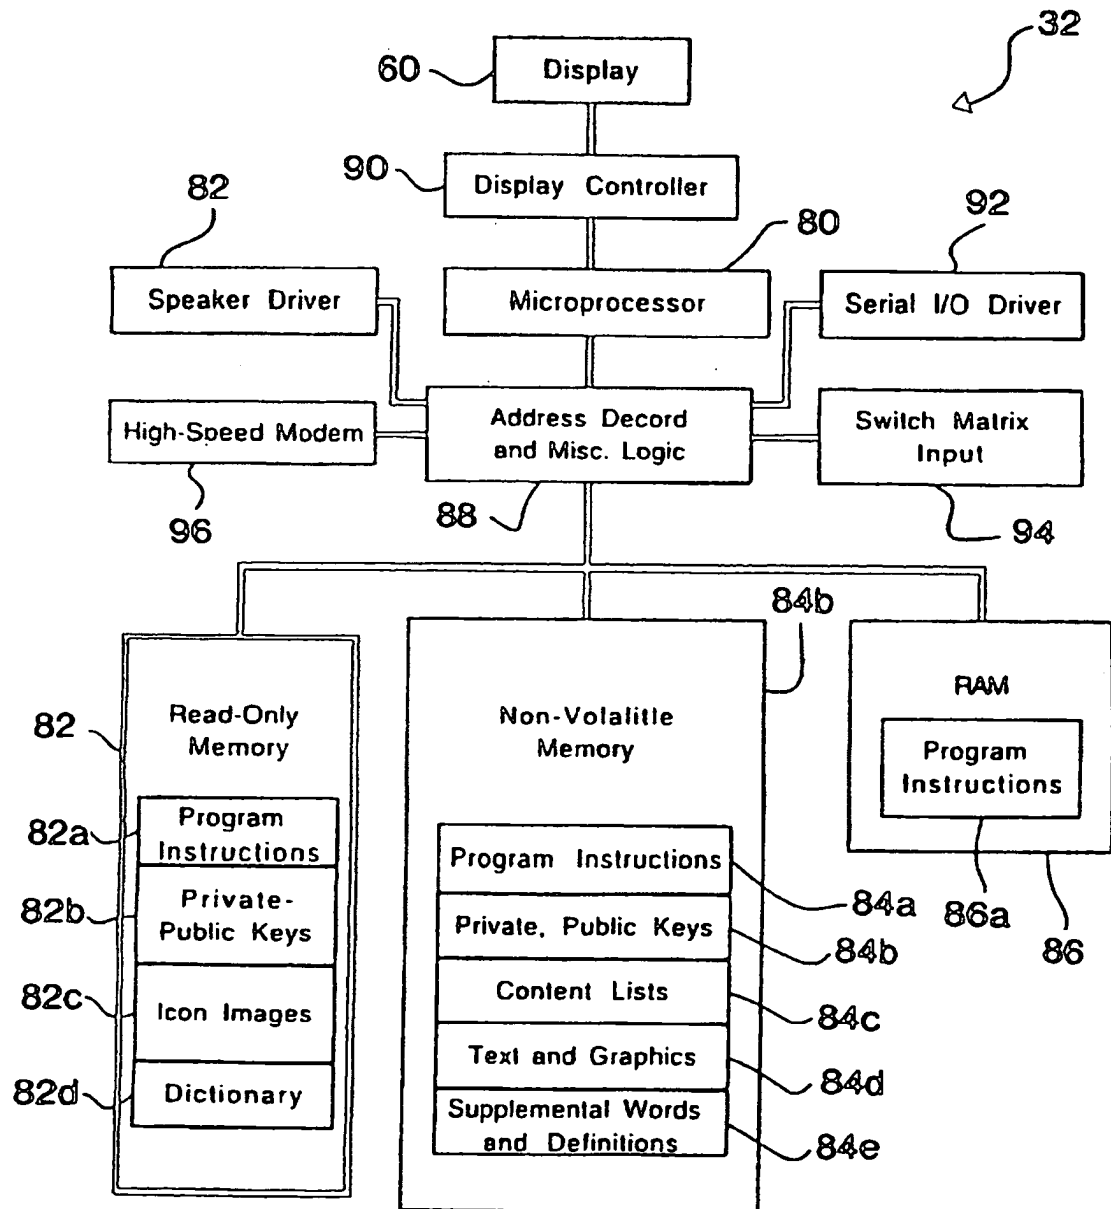 32
60
Display
90
Display Controller
82
80
92
Speaker Driver
Microprocessor
Serial I/O Driver
High-Speed Modem
Address Decord
and Misc. Logic
Switch Matrix
Input
96
88
94
84b
82
Read-Only
Memory
82a
Program
Instructions
82b
Private-
Public Keys
82c
Icon Images
82d
Dictionary
Non-Volalitle
Memory
Program Instructions
84a
Private, Public Keys
84b
Content Lists
84c
Text and Graphics
84d
Supplemental Words
and Definitions
84e
RAM
Program
Instructions
86a
86